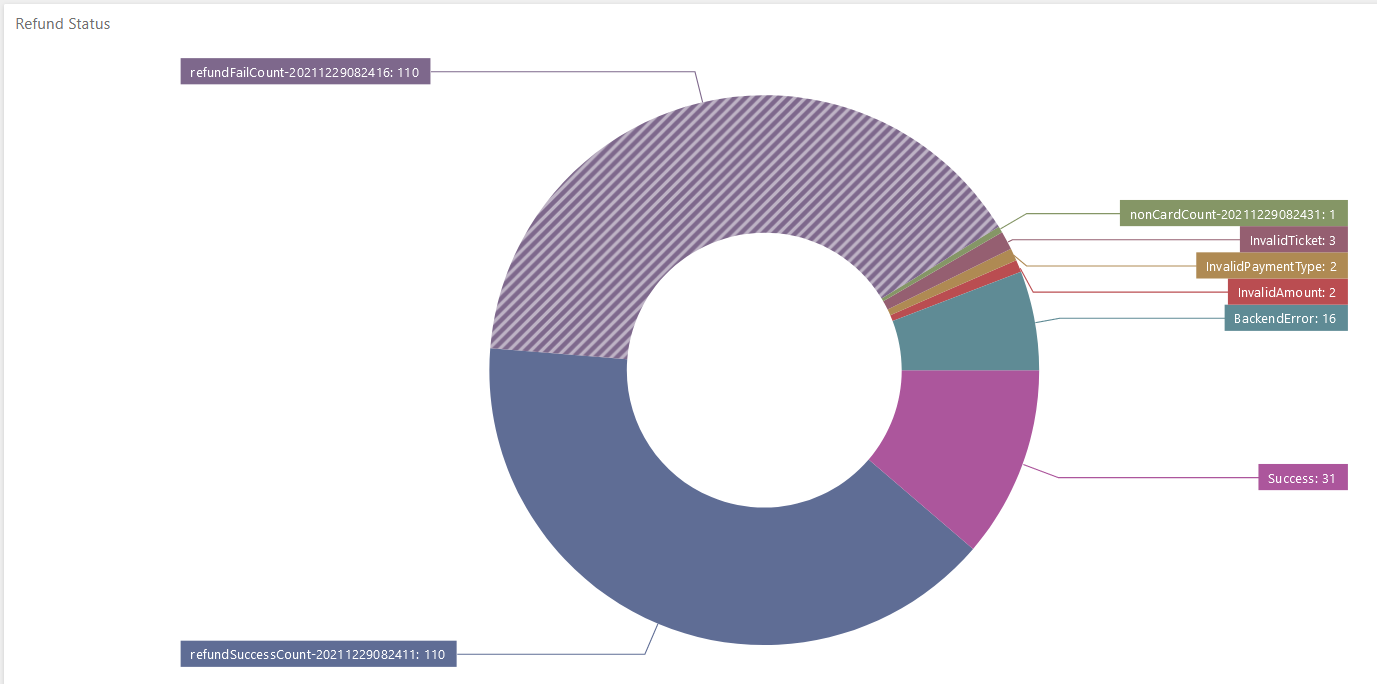 Refund Status
refundFailCount-20211229082416: 110
nonCardCount-20211229082431: 1
InvalidTicket: 3
InvalidPaymentType: 2
InvalidAmount: 2
BackendError: 16
Success: 31
refundSuccessCount-20211229082411: 110